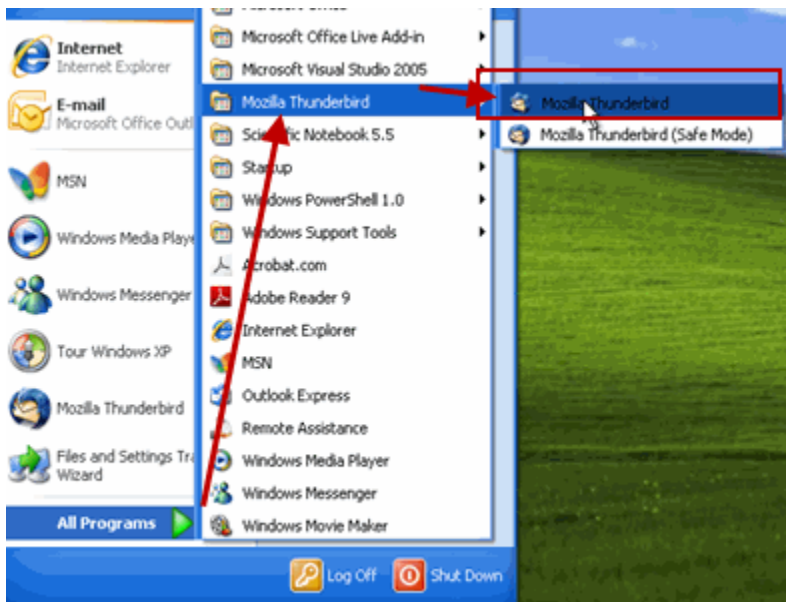 Internet
Internet Explorer
E-mail
Microsoft Office Outl
MSN
Windows Media Playe
Windows Messenger
Tour Windows XP
Mozilla Thunderbird
Files and Settings Tra
Wizard
All Programs
Microsoft Office Live Add-in
Microsoft Visual Studio 2005
Mozilla Thunderbird
Scientific Notebook 5.5
Startup
Windows PowerShell 1.0
Windows Support Tools
Acrobat.com
Adobe Reader 9
Internet Explorer
MSN
Outlook Express
Remote Assistance
Windows Media Player
Windows Messenger
Windows Movie Maker
Mozilla Thunderbird
Mozilla Thunderbird (Safe Mode)
Log Off
Shut Down